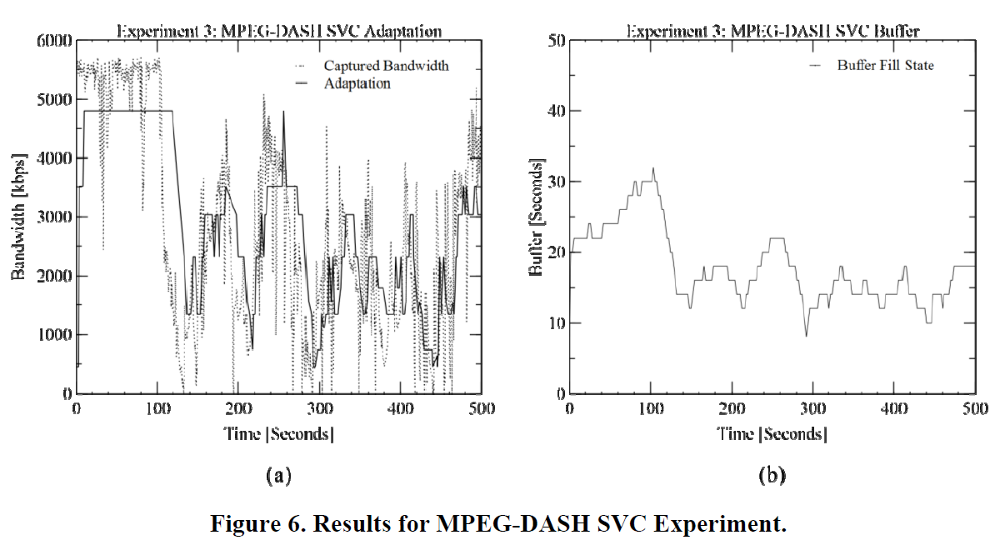 Experiment 3: MPEG-DASH SVC Adaptation
6000
5000
4000
3000
2000
1000
0
Bandwidth [kbps]
Captured Bandwidth
Adaptation
0 100 200 300 400 500
Time [Seconds]
(a)
Experiment 3: MPEG-DASH SVC Buffer
50
40
30
20
10
0
Buffer [Seconds]
Buffer Fill State
0 100 200 300 400 500
Time [Seconds]
(b)
Figure 6. Results for MPEG-DASH SVC Experiment.